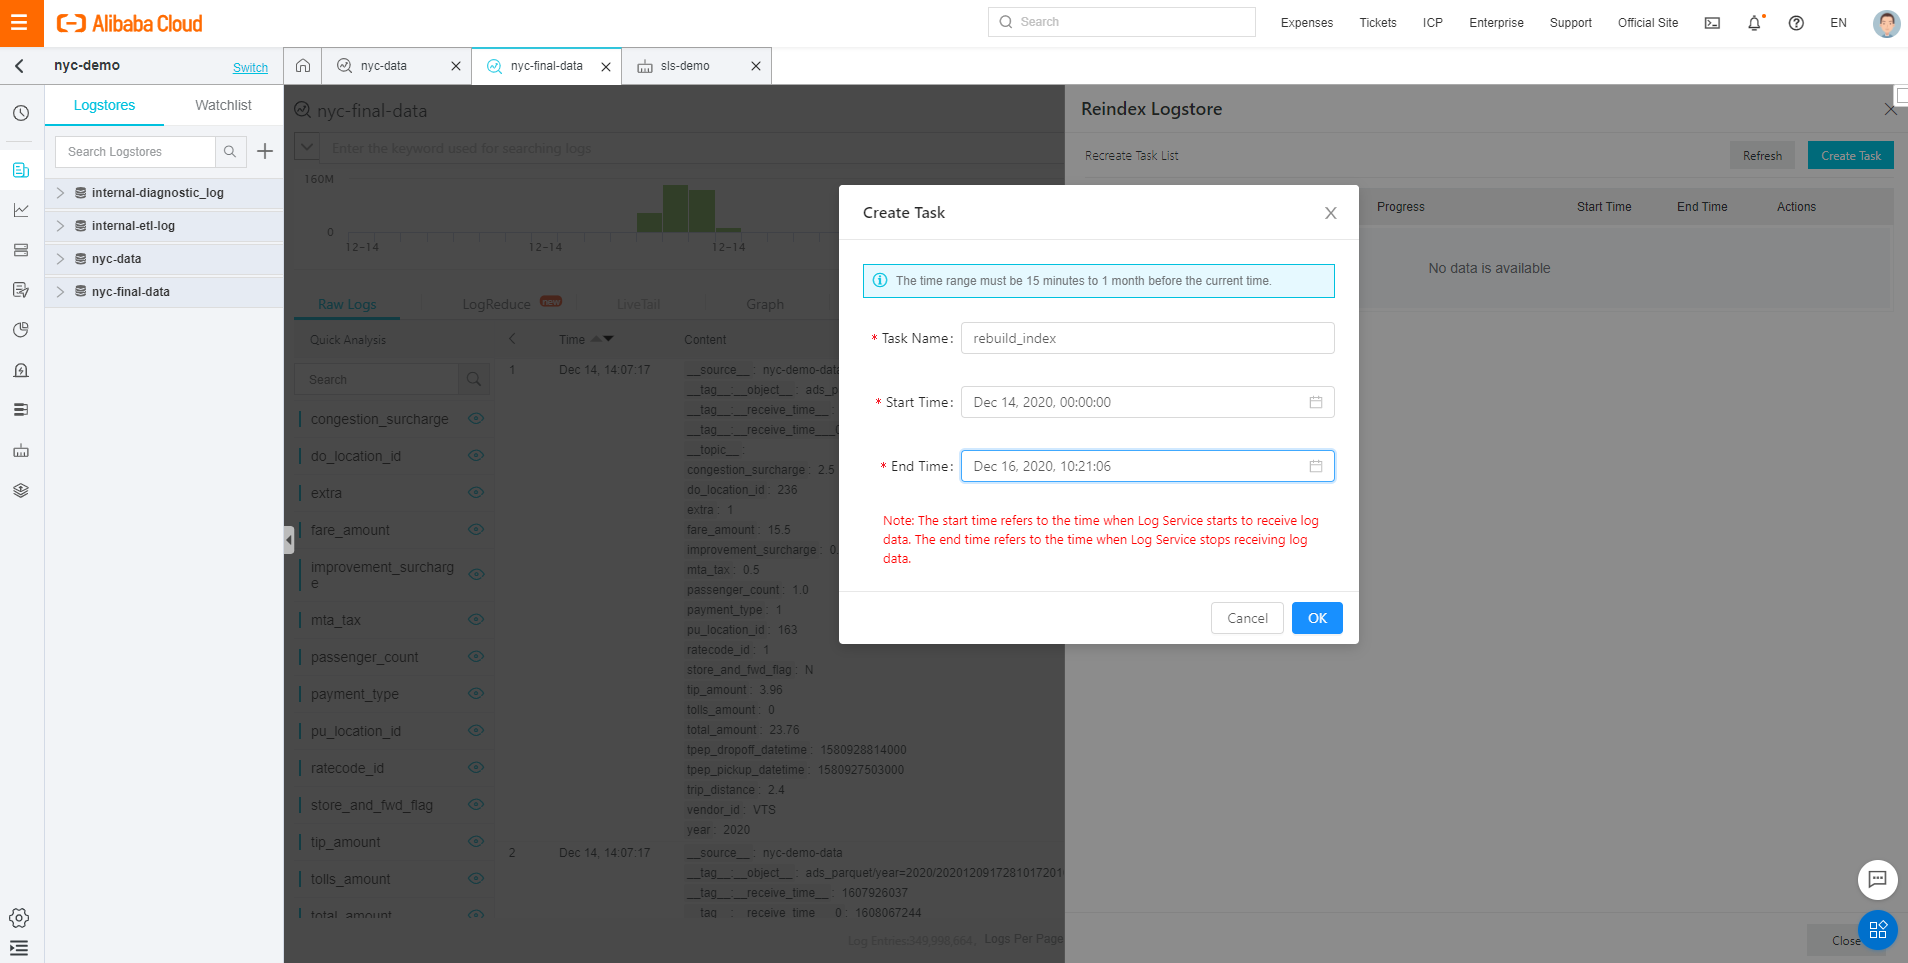 Alibaba Cloud
Search
Expenses
Tickets
ICP
Enterprise
Support
Official Site
EN
nyc-demo
Switch
nyc-data
nyc-final-data
sls-demo
Logstores
Watchlist
Search Logstores
internal-diagnostic_log
internal-etl-log
nyc-data
nyc-final-data
nyc-final-data
Enter the keyword used for searching logs
160M
0
12-14
12-14
12-14
Raw Logs
LogReduce
new
LiveTail
Graph
Quick Analysis
Search
congestion_surcharge
do_location_id
extra
fare_amount
improvement_surcharg
e
mta_tax
passenger_count
payment_type
pu_location_id
ratecode_id
store_and_fwd_flag
tip_amount
tolls_amount
total_amount
Time
Content
1
Dec 14, 14:07:17
__source__ : nyc-demo-data
__tag__:__object__ : ads_p
__tag__:__receive_time__ :
__tag__:__receive_time___0
__topic__ :
congestion_surcharge : 2.5
do_location_id : 236
extra : 1
fare_amount : 15.5
improvement_surcharge : 0.
mta_tax : 0.5
passenger_count : 1.0
payment_type : 1
pu_location_id : 163
ratecode_id : 1
store_and_fwd_flag : N
tip_amount : 3.96
tolls_amount : 0
total_amount : 23.76
tpep_dropoff_datetime : 1580928814000
tpep_pickup_datetime : 1580927503000
trip_distance : 2.4
vendor_id : VTS
year : 2020
2
Dec 14, 14:07:17
__source__ : nyc-demo-data
__tag__:__object__ : ads_parquet/year=2020/2020120917281017201
__tag__:__receive_time__ : 1607926037
__tag__:__receive_time___0 : 1608067244
Log Entries:349,998,664,
Logs Per Page
Reindex Logstore
Recreate Task List
Refresh
Create Task
Progress
Start Time
End Time
Actions
No data is available
Close
Create Task
The time range must be 15 minutes to 1 month before the current time.
* Task Name:
rebuild_index
* Start Time:
Dec 14, 2020, 00:00:00
* End Time:
Dec 16, 2020, 10:21:06
Note: The start time refers to the time when Log Service starts to receive log
data. The end time refers to the time when Log Service stops receiving log
data.
Cancel
OK